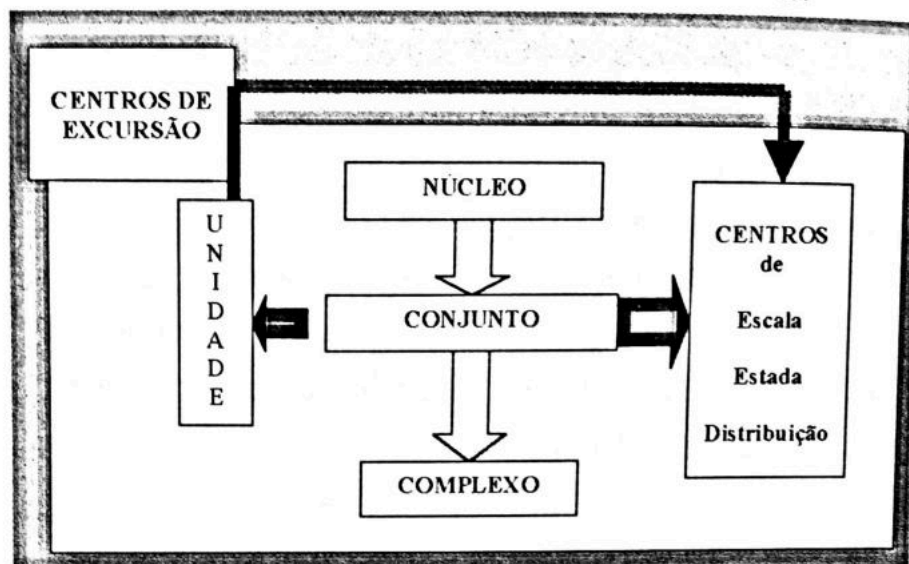 CENTROS DE
EXCURSÃO
NÚCLEO
U
N
I
D
A
D
E
CONJUNTO
COMPLEXO
CENTROS
de
Escala
Estada
Distribuição